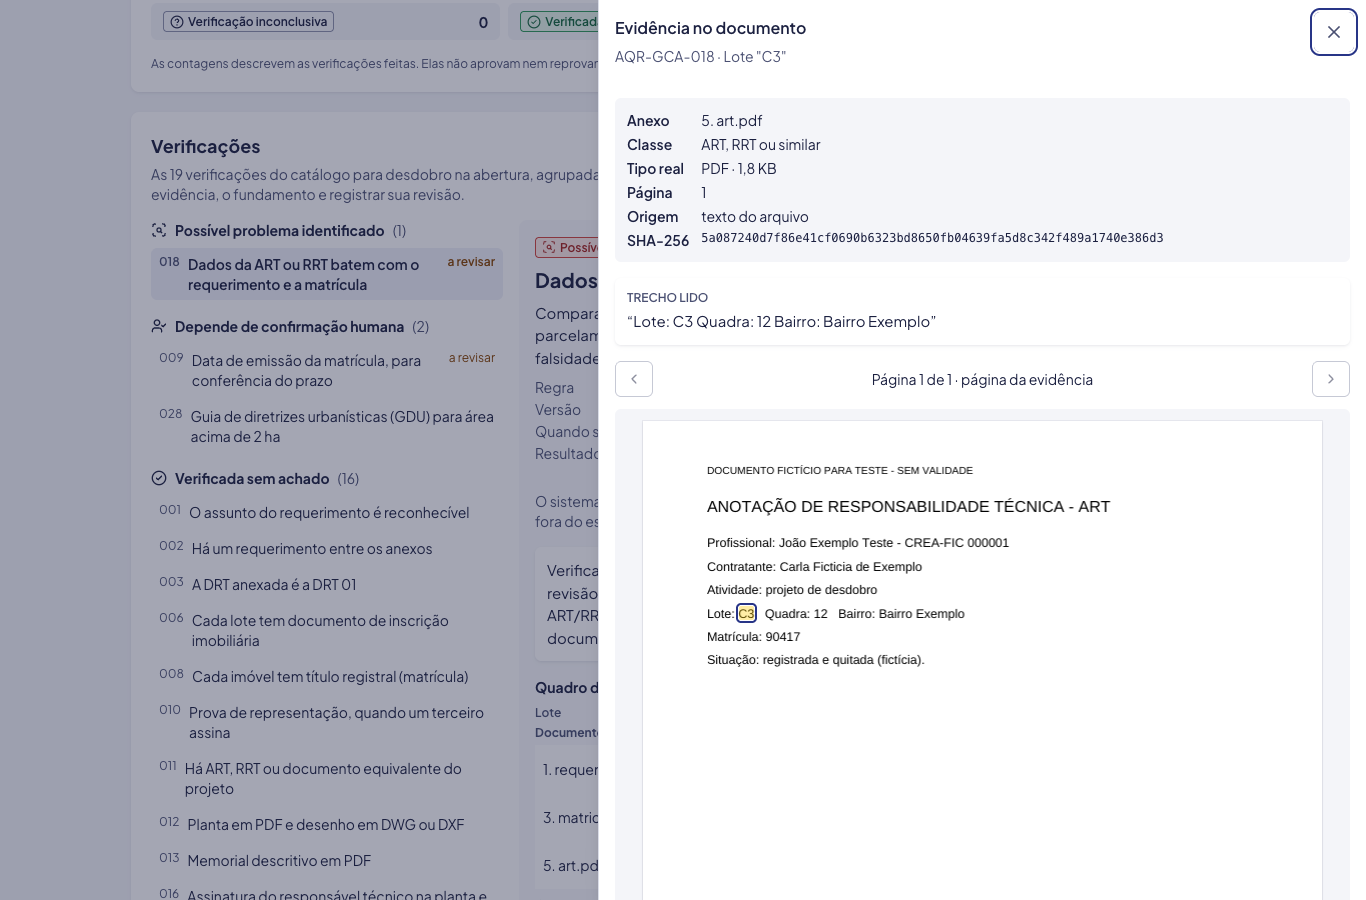 Verificação inconclusiva
0
Verificad
As contagens descrevem as verificações feitas. Elas não aprovam nem reprovar
Verificações
As 19 verificações do catálogo para desdobro na abertura, agrupada
evidência, o fundamento e registrar sua revisão.
Possível problema identificado (1)
018 Dados da ART ou RRT batem com o a revisar
requerimento e a matrícula
Depende de confirmação humana (2)
009 Data de emissão da matrícula, para a revisar
conferência do prazo
028 Guia de diretrizes urbanísticas (GDU) para área
acima de 2 ha
Verificada sem achado (16)
001 O assunto do requerimento é reconhecível
002 Há um requerimento entre os anexos
003 A DRT anexada é a DRT 01
006 Cada lote tem documento de inscrição
imobiliária
008 Cada imóvel tem título registral (matrícula)
010 Prova de representação, quando um terceiro
assina
011 Há ART, RRT ou documento equivalente do
projeto
012 Planta em PDF e desenho em DWG ou DXF
013 Memorial descritivo em PDF
016 Assinatura do responsável técnico na planta e
Possív
Dados
Compara
parcelam
falsidade
Regra
Versão
Quando s
Resultado
O sistema
fora do es
Verifica
revisão
ART/RR
docum
Quadro d
Lote
Document
1. requer
3. matric
5. art.pd
Evidência no documento
AQR-GCA-018 · Lote "C3"
Anexo 5. art.pdf
Classe ART, RRT ou similar
Tipo real PDF · 1,8 KB
Página 1
Origem texto do arquivo
SHA-256 5a087240d7f86e41cf0690b6323bd8650fb04639fa5d8c342f489a1740e386d3
TRECHO LIDO
“Lote: C3 Quadra: 12 Bairro: Bairro Exemplo”
Página 1 de 1 · página da evidência
DOCUMENTO FICTÍCIO PARA TESTE - SEM VALIDADE
ANOTAÇÃO DE RESPONSABILIDADE TÉCNICA - ART
Profissional: João Exemplo Teste - CREA-FIC 000001
Contratante: Carla Ficticia de Exemplo
Atividade: projeto de desdobro
Lote: C3 Quadra: 12 Bairro: Bairro Exemplo
Matrícula: 90417
Situação: registrada e quitada (fictícia).